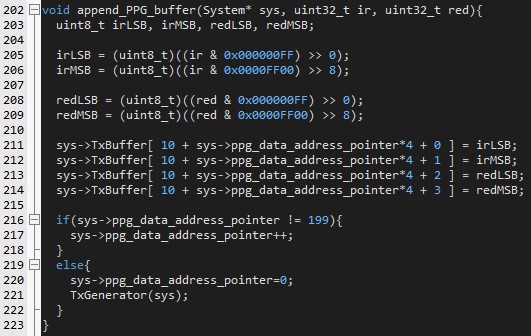 202 void append_PPG_buffer(System* sys, uint32_t ir, uint32_t red){
203 uint8_t irLSB, irMSB, redLSB, redMSB;
204
205 irLSB = (uint8_t)((ir & 0x000000FF) >> 0);
206 irMSB = (uint8_t)((ir & 0x0000FF00) >> 8);
207
208 redLSB = (uint8_t)((red & 0x000000FF) >> 0);
209 redMSB = (uint8_t)((red & 0x0000FF00) >> 8);
210
211 sys->TxBuffer[ 10 + sys->ppg_data_address_pointer*4 + 0 ] = irLSB;
212 sys->TxBuffer[ 10 + sys->ppg_data_address_pointer*4 + 1 ] = irMSB;
213 sys->TxBuffer[ 10 + sys->ppg_data_address_pointer*4 + 2 ] = redLSB;
214 sys->TxBuffer[ 10 + sys->ppg_data_address_pointer*4 + 3 ] = redMSB;
215
216 if(sys->ppg_data_address_pointer != 199){
217 sys->ppg_data_address_pointer++;
218 }
219 else{
220 sys->ppg_data_address_pointer=0;
221 TxGenerator(sys);
222 }
223 }